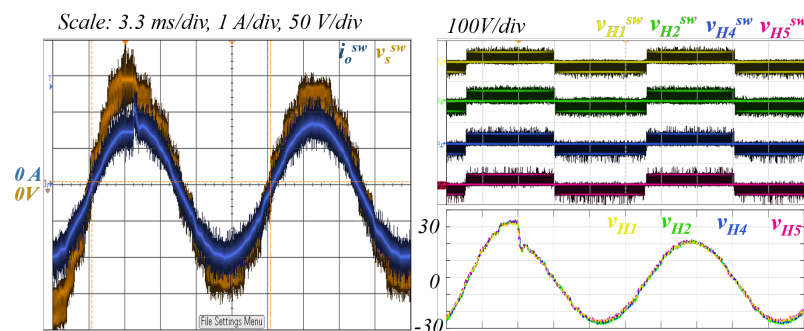 Scale: 3.3 ms/div, 1 A/div, 50 V/div
i_o^sw v_s^sw
0 A
0V
File Settings Menu
100V/div
v_H1^sw v_H2^sw v_H4^sw v_H5^sw
30
0
-30
v_H1 v_H2 v_H4 v_H5